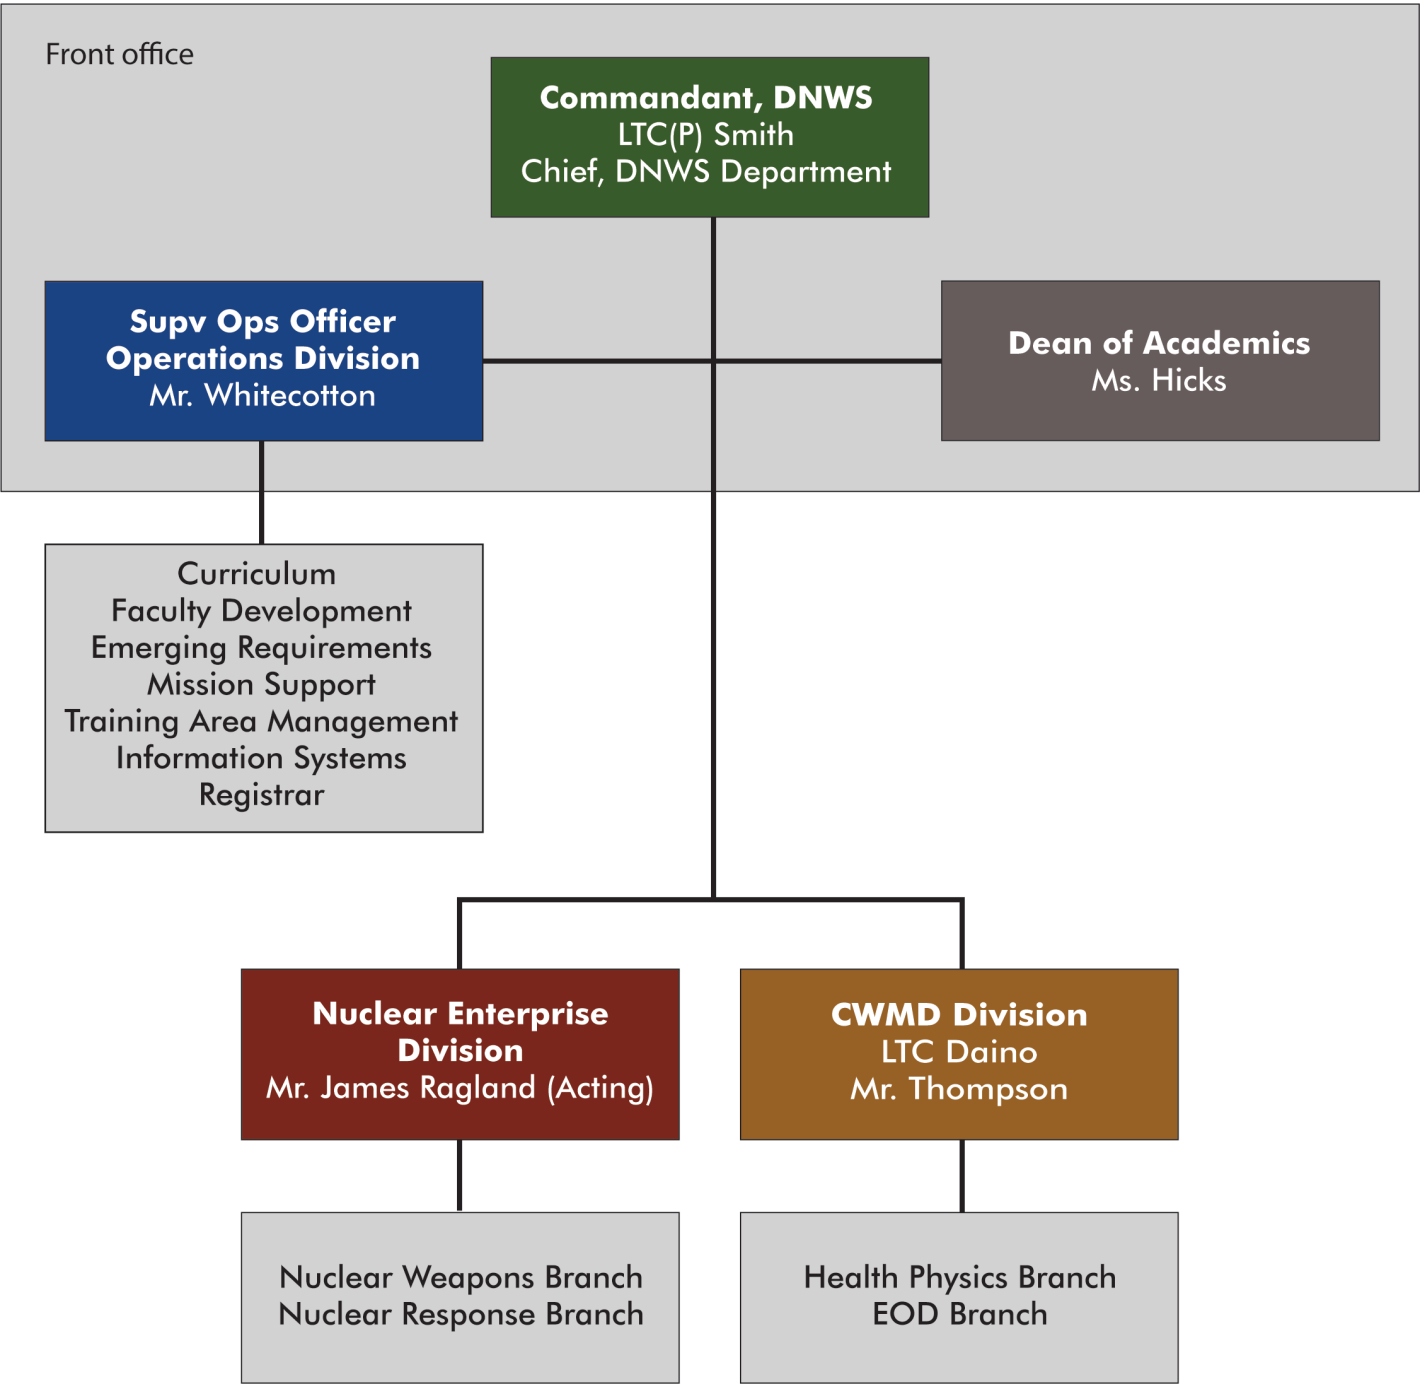 Front office
Commandant, DNWS
LTC(P) Smith
Chief, DNWS Department
Supv Ops Officer
Operations Division
Mr. Whitecotton
Dean of Academics
Ms. Hicks
Curriculum
Faculty Development
Emerging Requirements
Mission Support
Training Area Management
Information Systems
Registrar
Nuclear Enterprise
Division
Mr. James Ragland (Acting)
CWMD Division
LTC Daino
Mr. Thompson
Nuclear Weapons Branch
Nuclear Response Branch
Health Physics Branch
EOD Branch